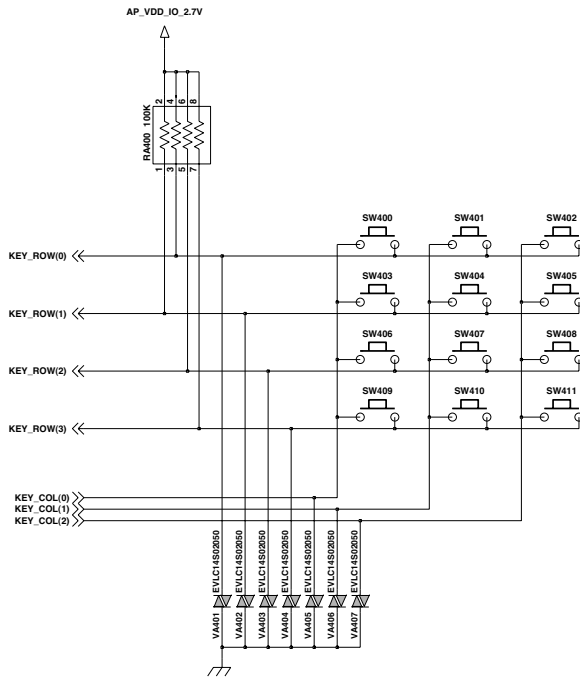 AP_VDD_IO_2.7V
2 4 6 8
RA400 100K
1 3 5 7
SW400 SW401 SW402
KEY_ROW(0)
SW403 SW404 SW405
KEY_ROW(1)
SW406 SW407 SW408
KEY_ROW(2)
SW409 SW410 SW411
KEY_ROW(3)
KEY_COL(0)
KEY_COL(1)
KEY_COL(2)
VA401 EVLC14S02050
VA402 EVLC14S02050
VA403 EVLC14S02050
VA404 EVLC14S02050
VA405 EVLC14S02050
VA406 EVLC14S02050
VA407 EVLC14S02050